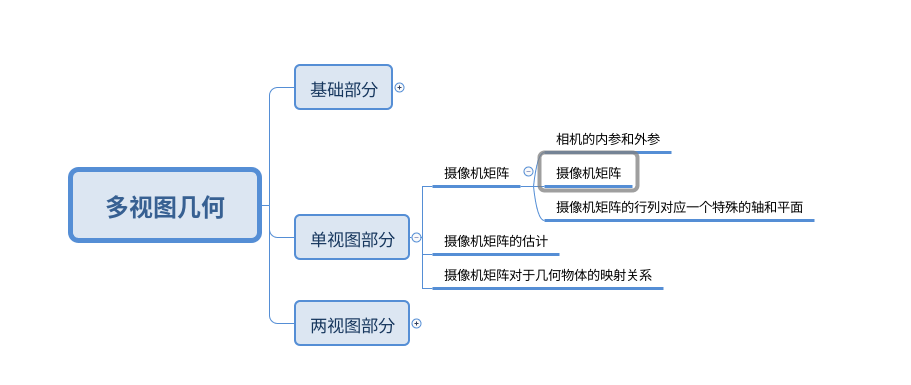 多视图几何
基础部分
单视图部分
摄像机矩阵
相机的内参和外参
摄像机矩阵
摄像机矩阵的行列对应一个特殊的轴和平面
摄像机矩阵的估计
摄像机矩阵对于几何物体的映射关系
两视图部分